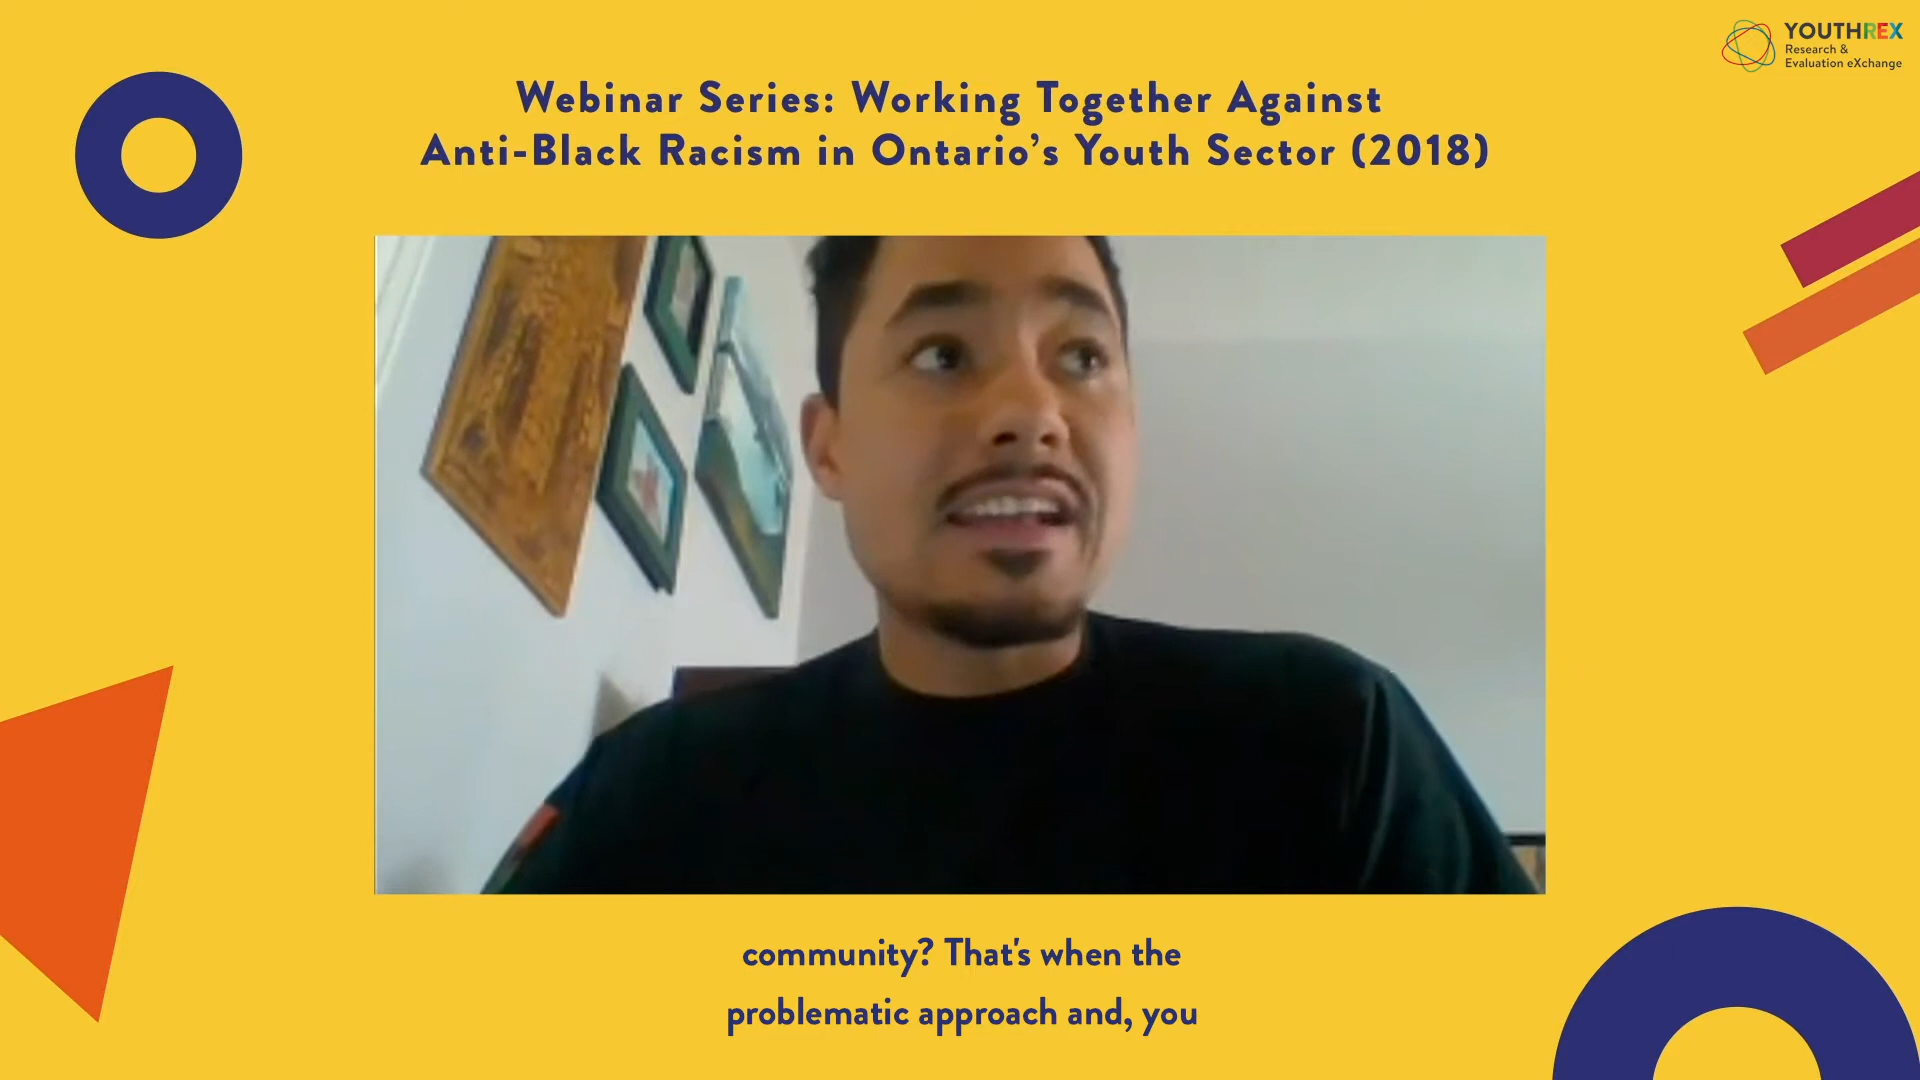 YOUTHREX
Research &
Evaluation eXchange
Webinar Series: Working Together Against
Anti-Black Racism in Ontario’s Youth Sector (2018)
community? That's when the
problematic approach and, you